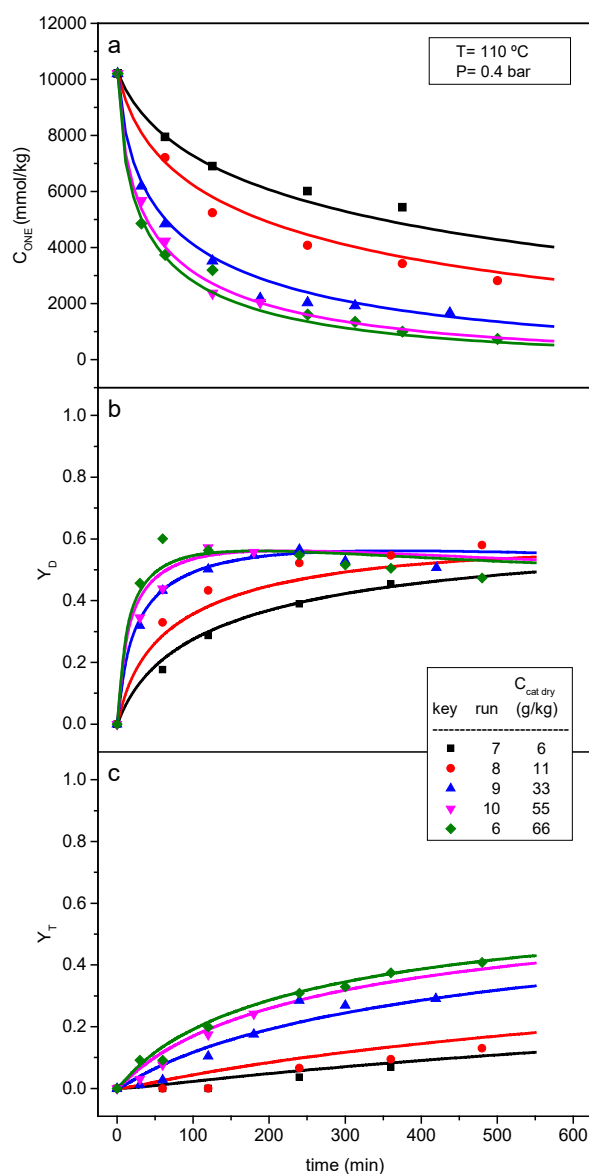 a
T= 110 ºC
P= 0.4 bar
12000
10000
8000
6000
4000
2000
0
C_ONE (mmol/kg)
b
1.0
0.8
0.6
0.4
0.2
0.0
Y_D
C_cat dry
key run (g/kg)
7 6
8 11
9 33
10 55
6 66
c
1.0
0.8
0.6
0.4
0.2
0.0
Y_T
0 100 200 300 400 500 600
time (min)